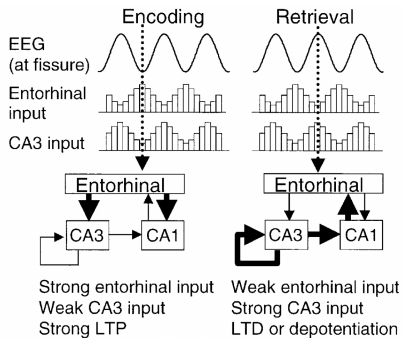 Encoding
Retrieval
EEG
(at fissure)
Entorhinal
input
CA3 input
Entorhinal
CA3
CA1
Entorhinal
CA3
CA1
Strong entorhinal input
Weak CA3 input
Strong LTP
Weak entorhinal input
Strong CA3 input
LTD or depotentiation